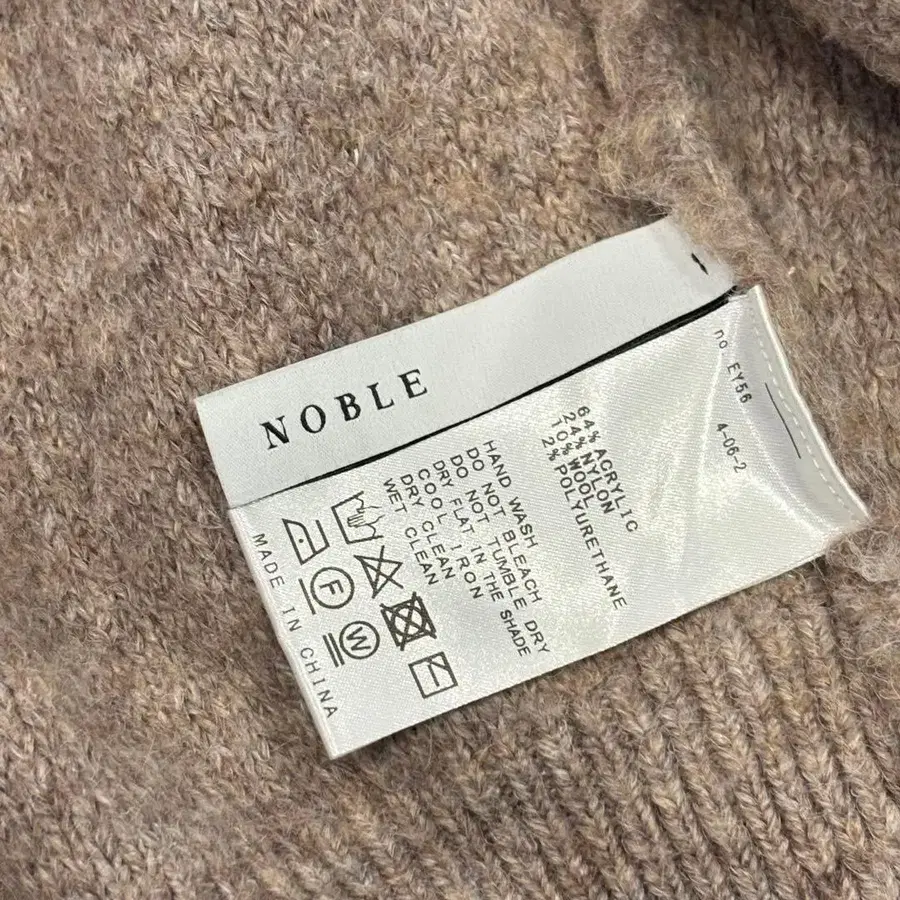 NOBLE
no. EY56
4-06-2
64% ACRYLIC
24% NYLON
10% WOOL
2% POLYURETHANE
HAND WASH
DO NOT BLEACH
DO NOT TUMBLE DRY
DRY FLAT IN THE SHADE
COOL IRON
DRY CLEAN
WET CLEAN
F
W
MADE IN CHINA